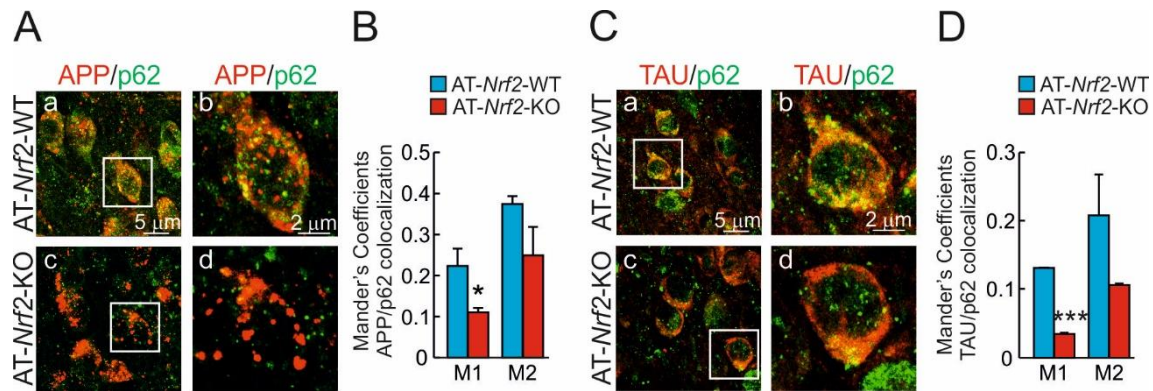 A
APP/p62
APP/p62
AT-Nrf2-WT
a
b
5 μm
2 μm
AT-Nrf2-KO
c
d
B
AT-Nrf2-WT
AT-Nrf2-KO
Mander's Coefficients
APP/p62 colocalization
0.5
0.4
0.3
0.2
0.1
0
*
M1
M2
C
TAU/p62
TAU/p62
AT-Nrf2-WT
a
b
5 μm
2 μm
AT-Nrf2-KO
c
d
D
AT-Nrf2-WT
AT-Nrf2-KO
Mander's Coefficients
TAU/p62 colocalization
0.3
0.2
0.1
0
***
M1
M2